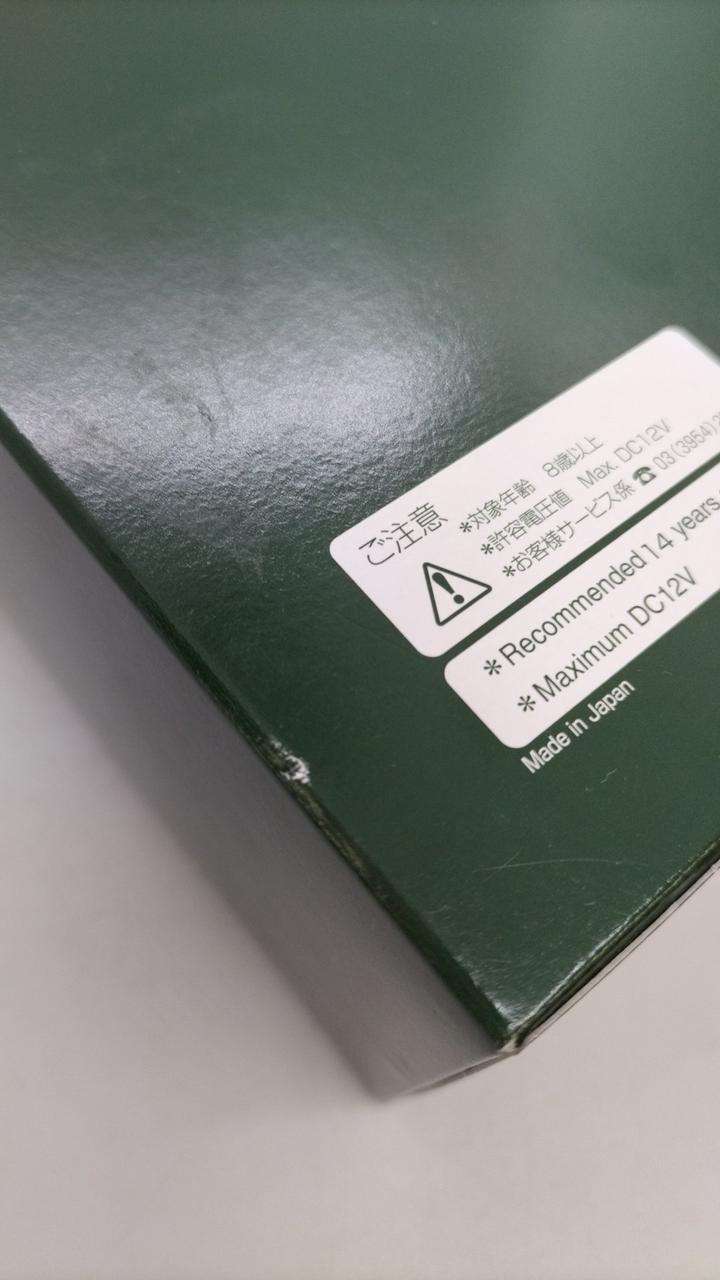 ご注意
*対象年齢 8歳以上
*許容電圧値 Max. DC12V
*お客様サービス係 ☎ 03(3954)
*Recommended 14 years
*Maximum DC12V
Made in Japan